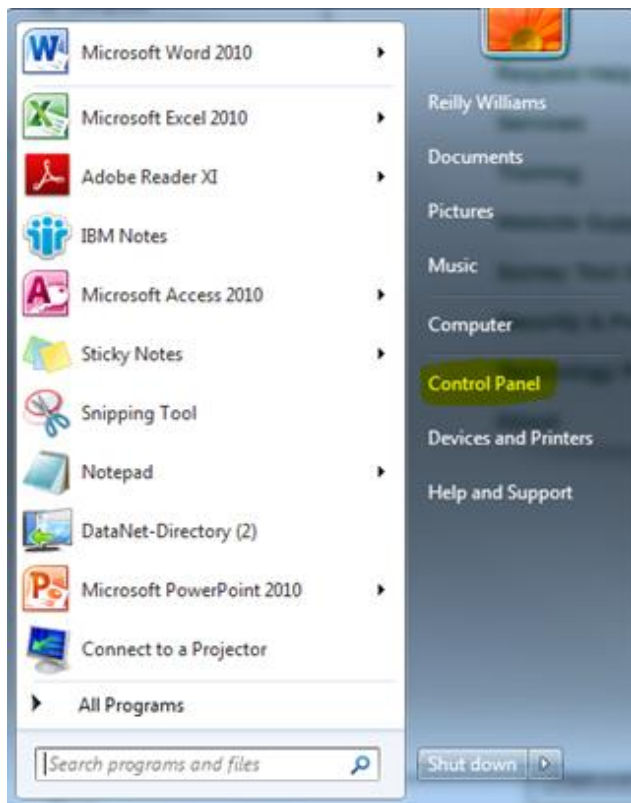 Microsoft Word 2010
Microsoft Excel 2010
Adobe Reader XI
IBM Notes
Microsoft Access 2010
Sticky Notes
Snipping Tool
Notepad
DataNet-Directory (2)
Microsoft PowerPoint 2010
Connect to a Projector
All Programs
Search programs and files
Reilly Williams
Documents
Pictures
Music
Computer
Control Panel
Devices and Printers
Help and Support
Shut down